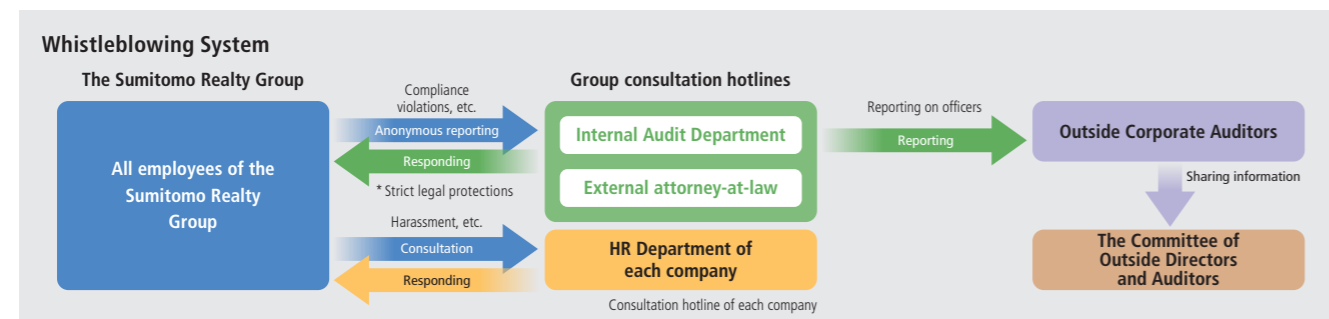 Whistleblowing System
The Sumitomo Realty Group
All employees of the
Sumitomo Realty
Group
Compliance
violations, etc.
Anonymous reporting
Responding
* Strict legal protections
Harassment, etc.
Consultation
Responding
Group consultation hotlines
Internal Audit Department
External attorney-at-law
HR Department of
each company
Consultation hotline of each company
Reporting on officers
Reporting
Outside Corporate Auditors
Sharing information
The Committee of
Outside Directors
and Auditors